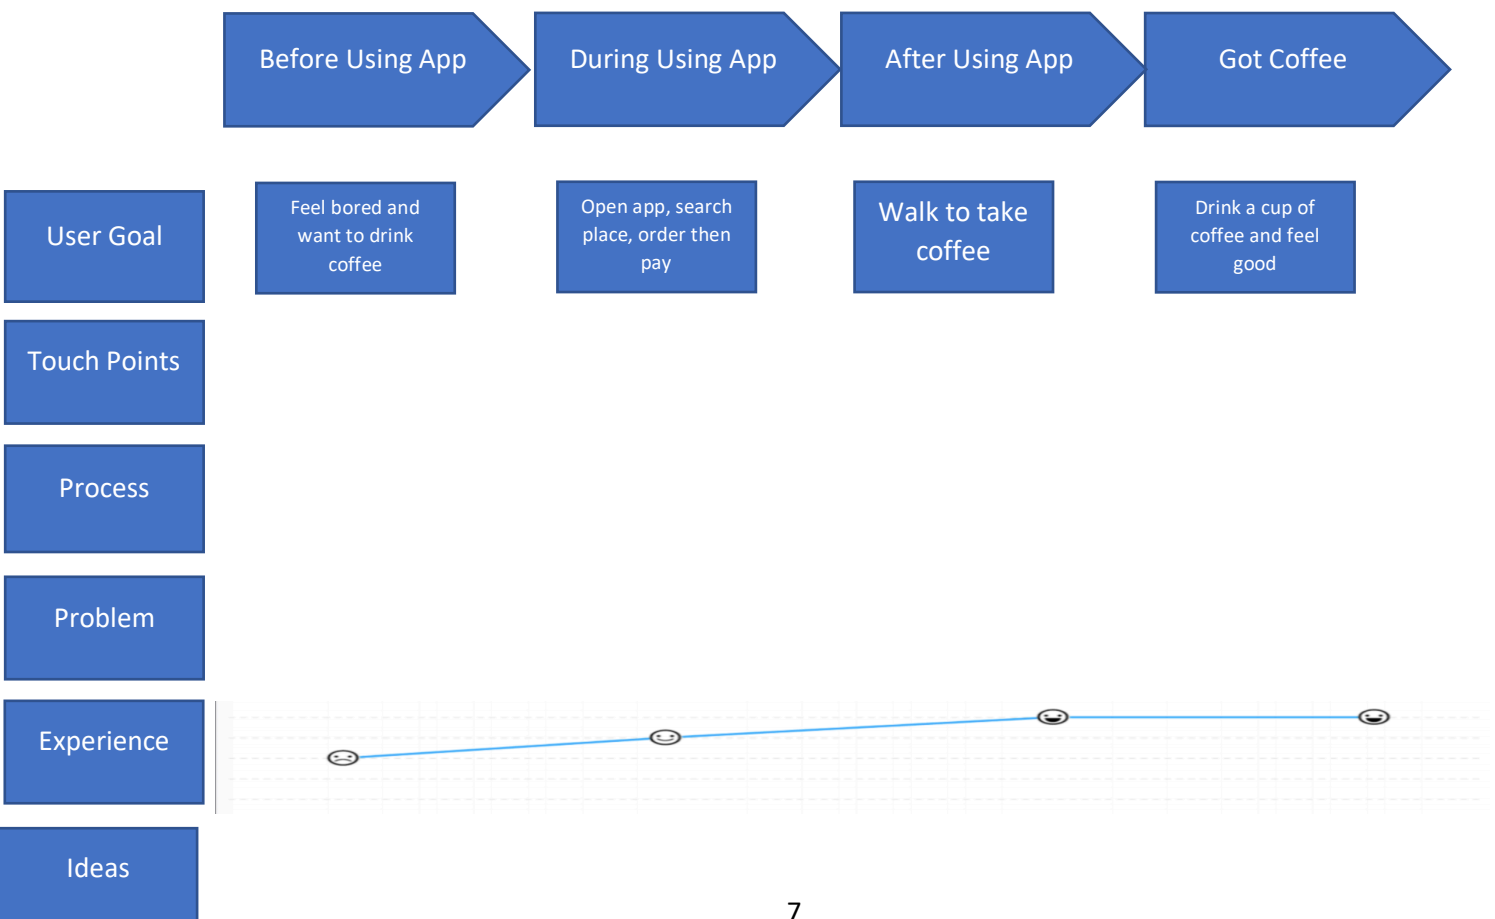 Before Using App
During Using App
After Using App
Got Coffee
User Goal
Feel bored and
want to drink
coffee
Open app, search
place, order then
pay
Walk to take
coffee
Drink a cup of
coffee and feel
good
Touch Points
Process
Problem
Experience
Ideas
7